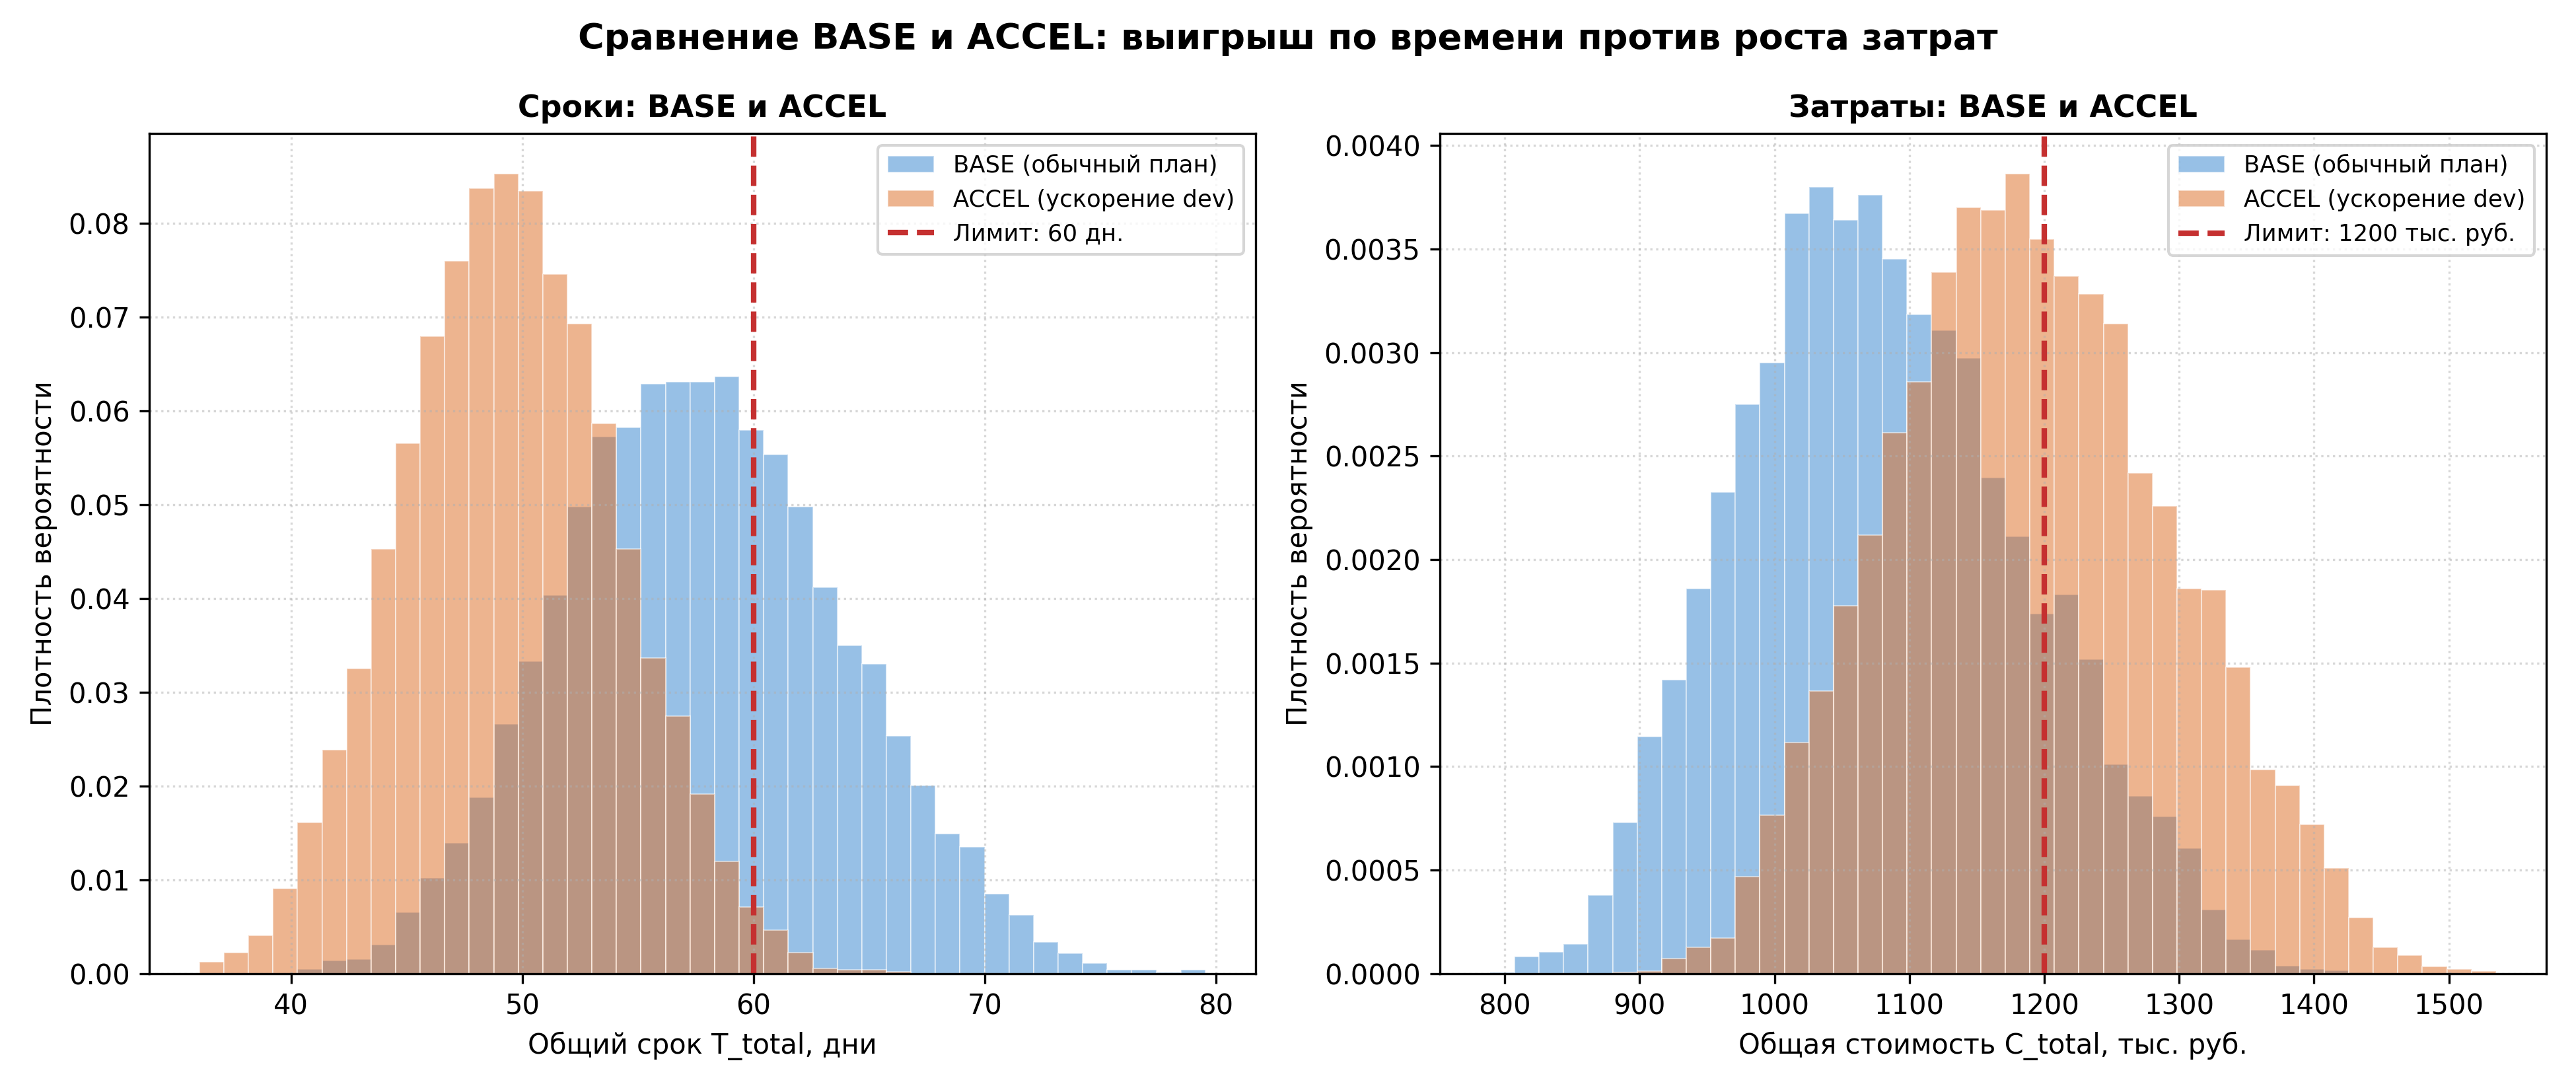 Сравнение BASE и ACCEL: выигрыш по времени против роста затрат
Сроки: BASE и ACCEL
BASE (обычный план)
ACCEL (ускорение dev)
Лимит: 60 дн.
Плотность вероятности
0.08
0.07
0.06
0.05
0.04
0.03
0.02
0.01
0.00
40 50 60 70 80
Общий срок T_total, дни
Затраты: BASE и ACCEL
BASE (обычный план)
ACCEL (ускорение dev)
Лимит: 1200 тыс. руб.
Плотность вероятности
0.0040
0.0035
0.0030
0.0025
0.0020
0.0015
0.0010
0.0005
0.0000
800 900 1000 1100 1200 1300 1400 1500
Общая стоимость C_total, тыс. руб.